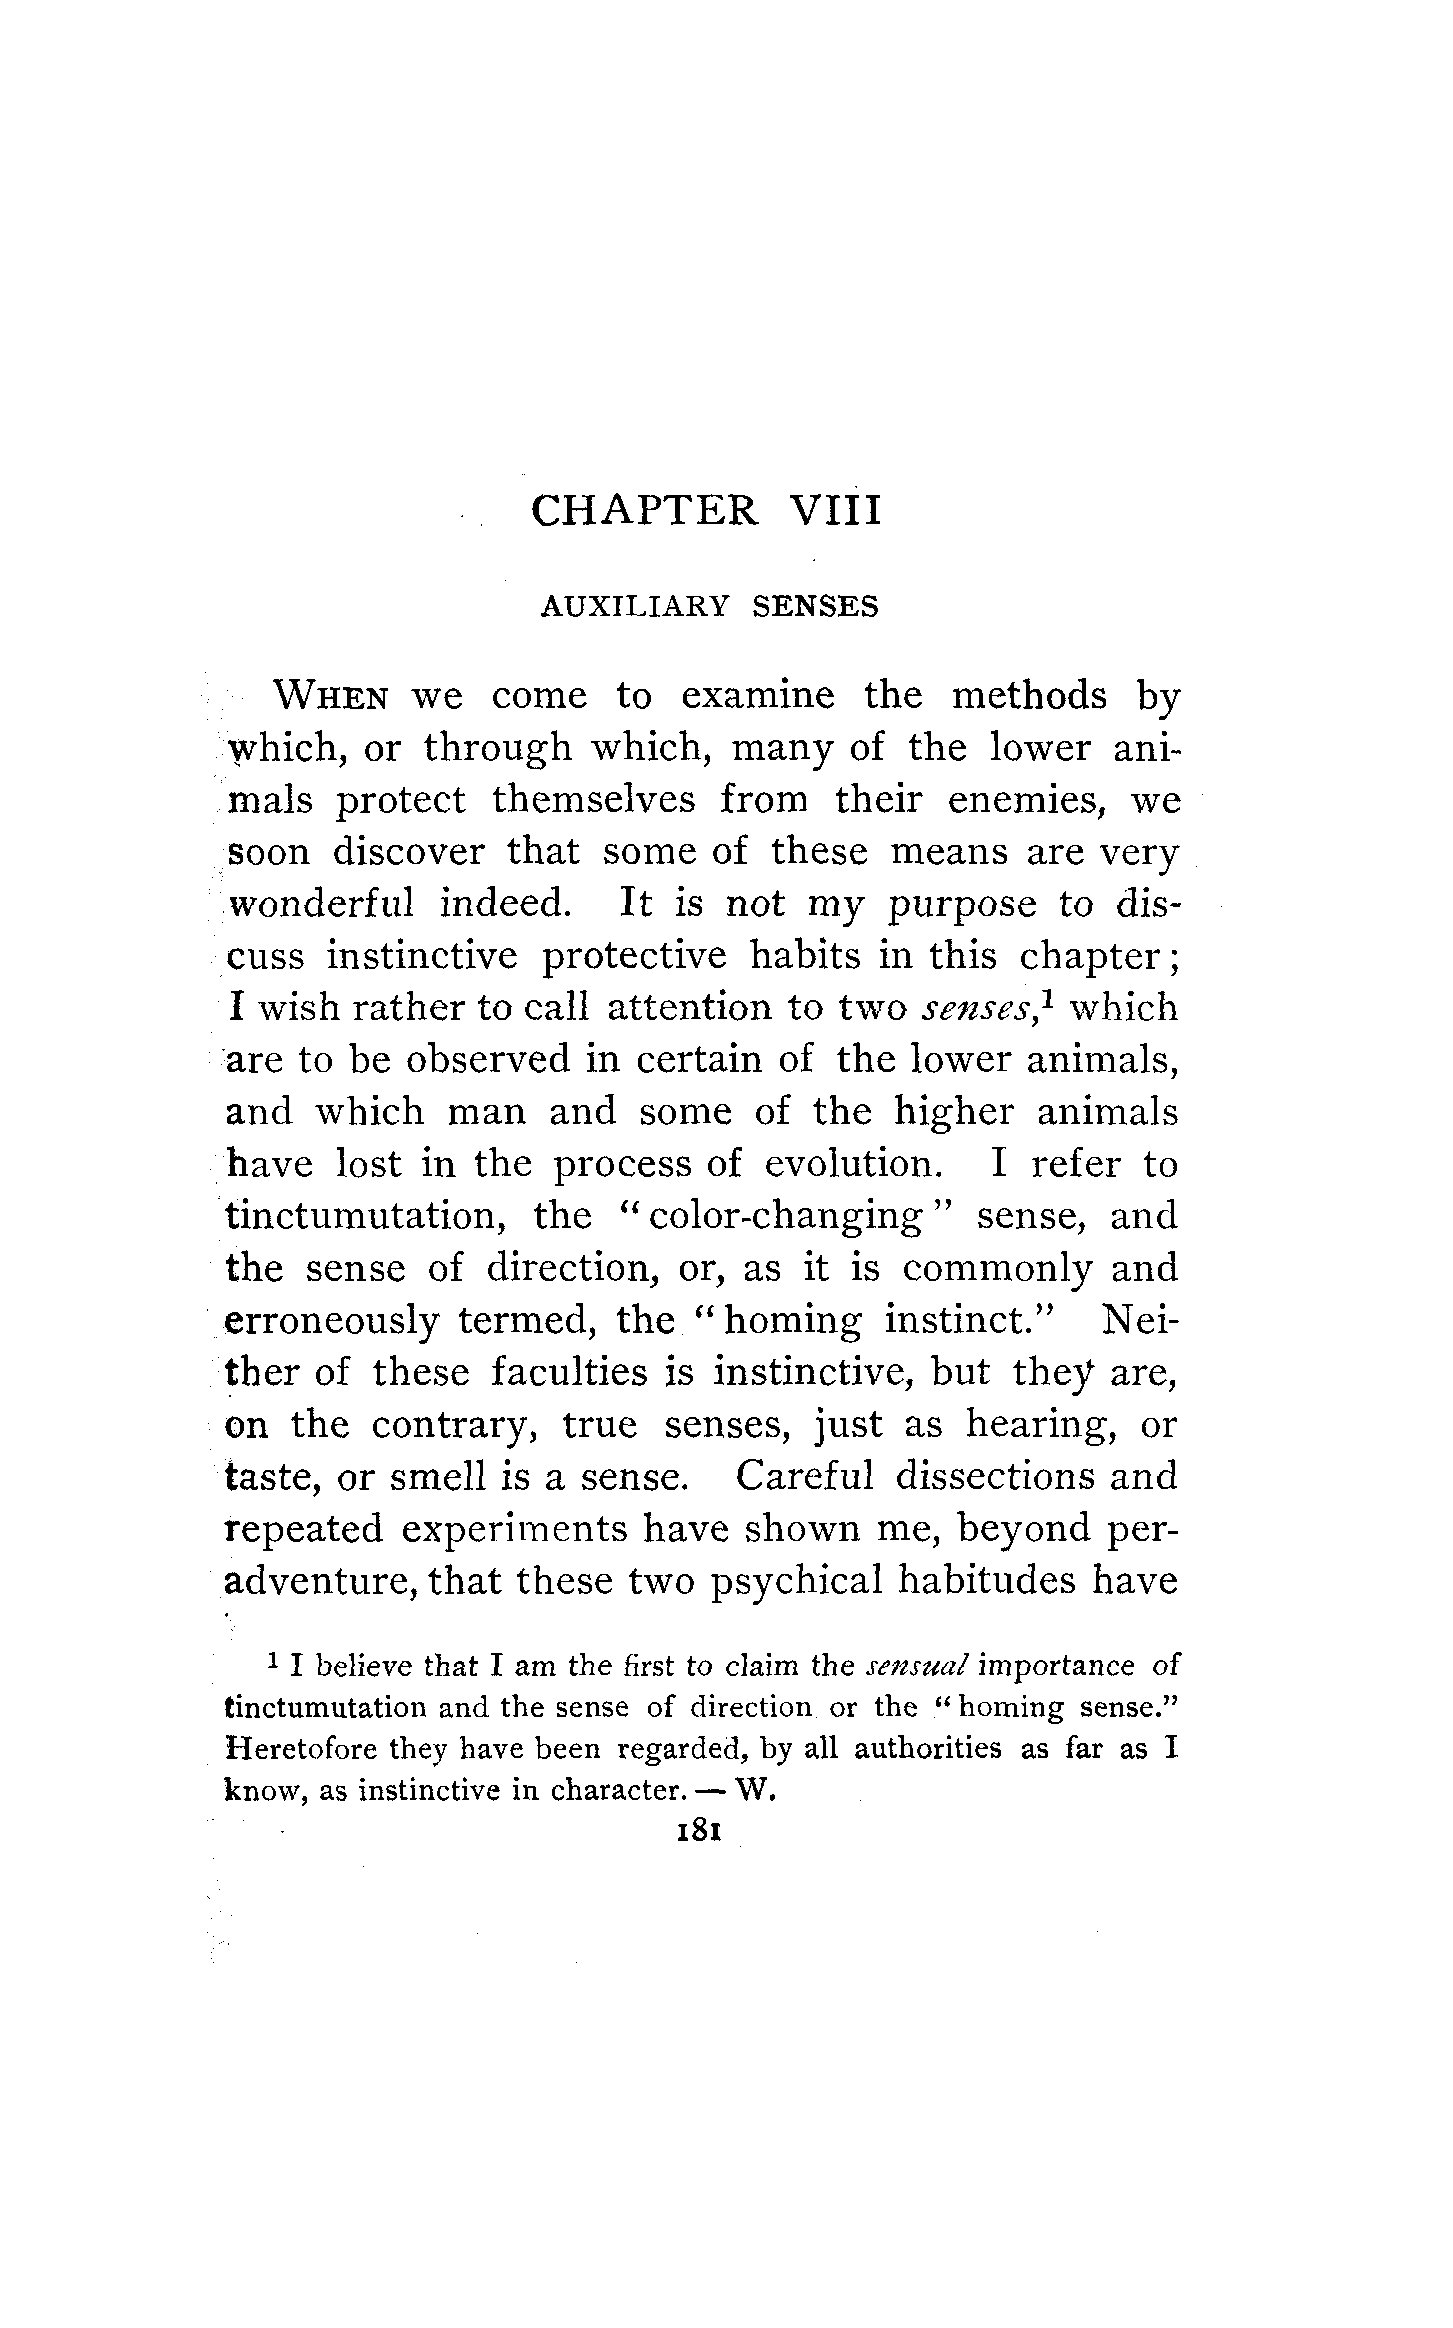 CHAPTER VIII
AUXILIARY SENSES
WHEN we come to examine the methods by
which, or through which, many of the lower ani-
mals protect themselves from their enemies, we
soon discover that some of these means are very
wonderful indeed. It is not my purpose to dis-
cuss instinctive protective habits in this chapter;
I wish rather to call attention to two senses,¹ which
are to be observed in certain of the lower animals,
and which man and some of the higher animals
have lost in the process of evolution. I refer to
tinctumutation, the “color-changing” sense, and
the sense of direction, or, as it is commonly and
erroneously termed, the “homing instinct.” Nei-
ther of these faculties is instinctive, but they are,
on the contrary, true senses, just as hearing, or
taste, or smell is a sense. Careful dissections and
repeated experiments have shown me, beyond per-
adventure, that these two psychical habitudes have
¹ I believe that I am the first to claim the sensual importance of
tinctumutation and the sense of direction or the “homing sense.”
Heretofore they have been regarded, by all authorities as far as I
know, as instinctive in character. — W.
181